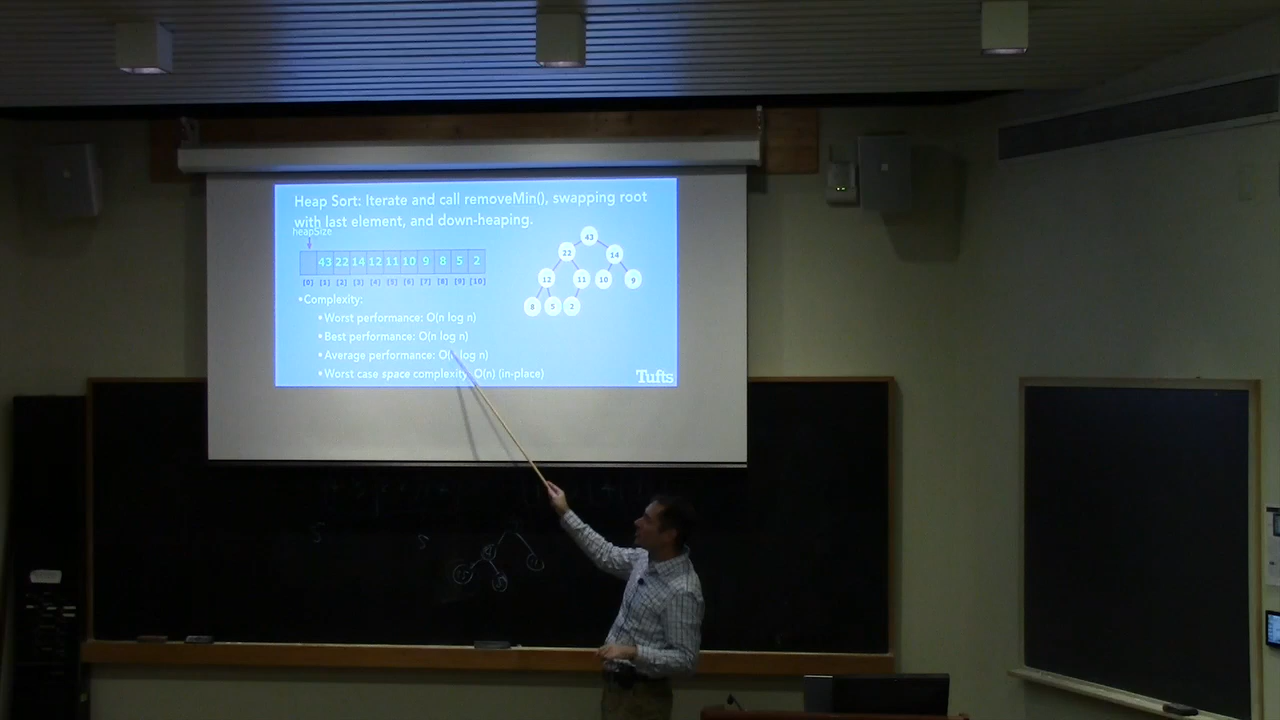 Heap Sort: Iterate and call removeMin(), swapping root
with last element, and down-heaping.
heapSize
43 22 14 12 11 10 9 8 5 2
[0] [1] [2] [3] [4] [5] [6] [7] [8] [9] [10]
43
22 14
12 11 10 9
8 5 2
•Complexity:
•Worst performance: O(n log n)
•Best performance: O(n log n)
•Average performance: O(n log n)
•Worst case space complexity: O(n) (in-place)
Tufts